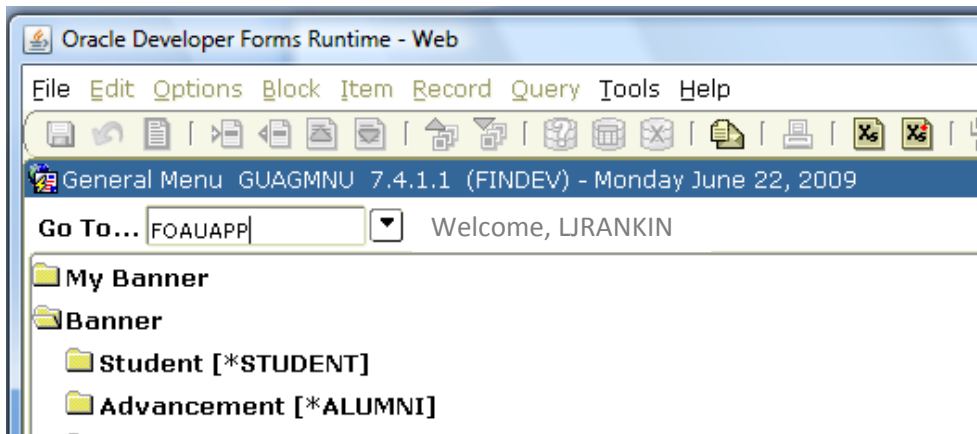 Oracle Developer Forms Runtime - Web
File Edit Options Block Item Record Query Tools Help
General Menu GUAGMNU 7.4.1.1 (FINDEV) - Monday June 22, 2009
Go To... FOAUAPP Welcome, LJRANKIN
My Banner
Banner
Student [*STUDENT]
Advancement [*ALUMNI]